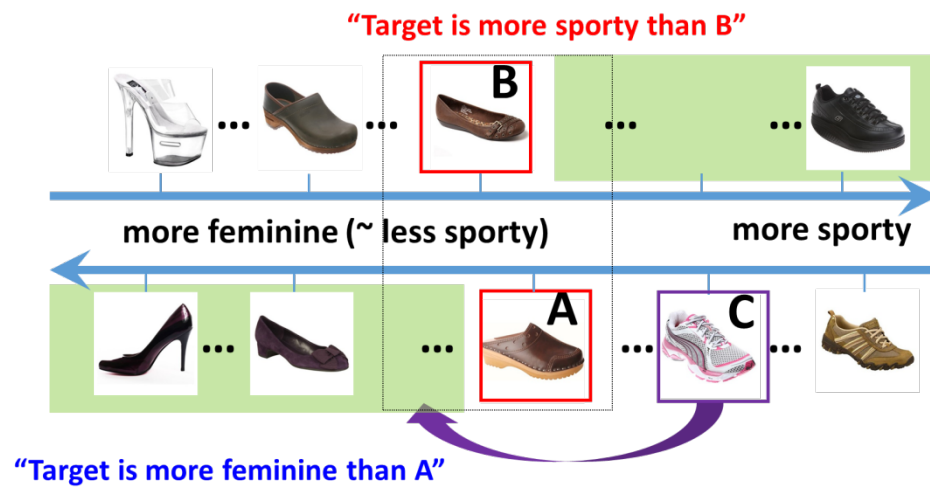 “Target is more sporty than B”
B
... ... ... ...
more feminine (~ less sporty)
more sporty
A
C
... ... ... ...
“Target is more feminine than A”